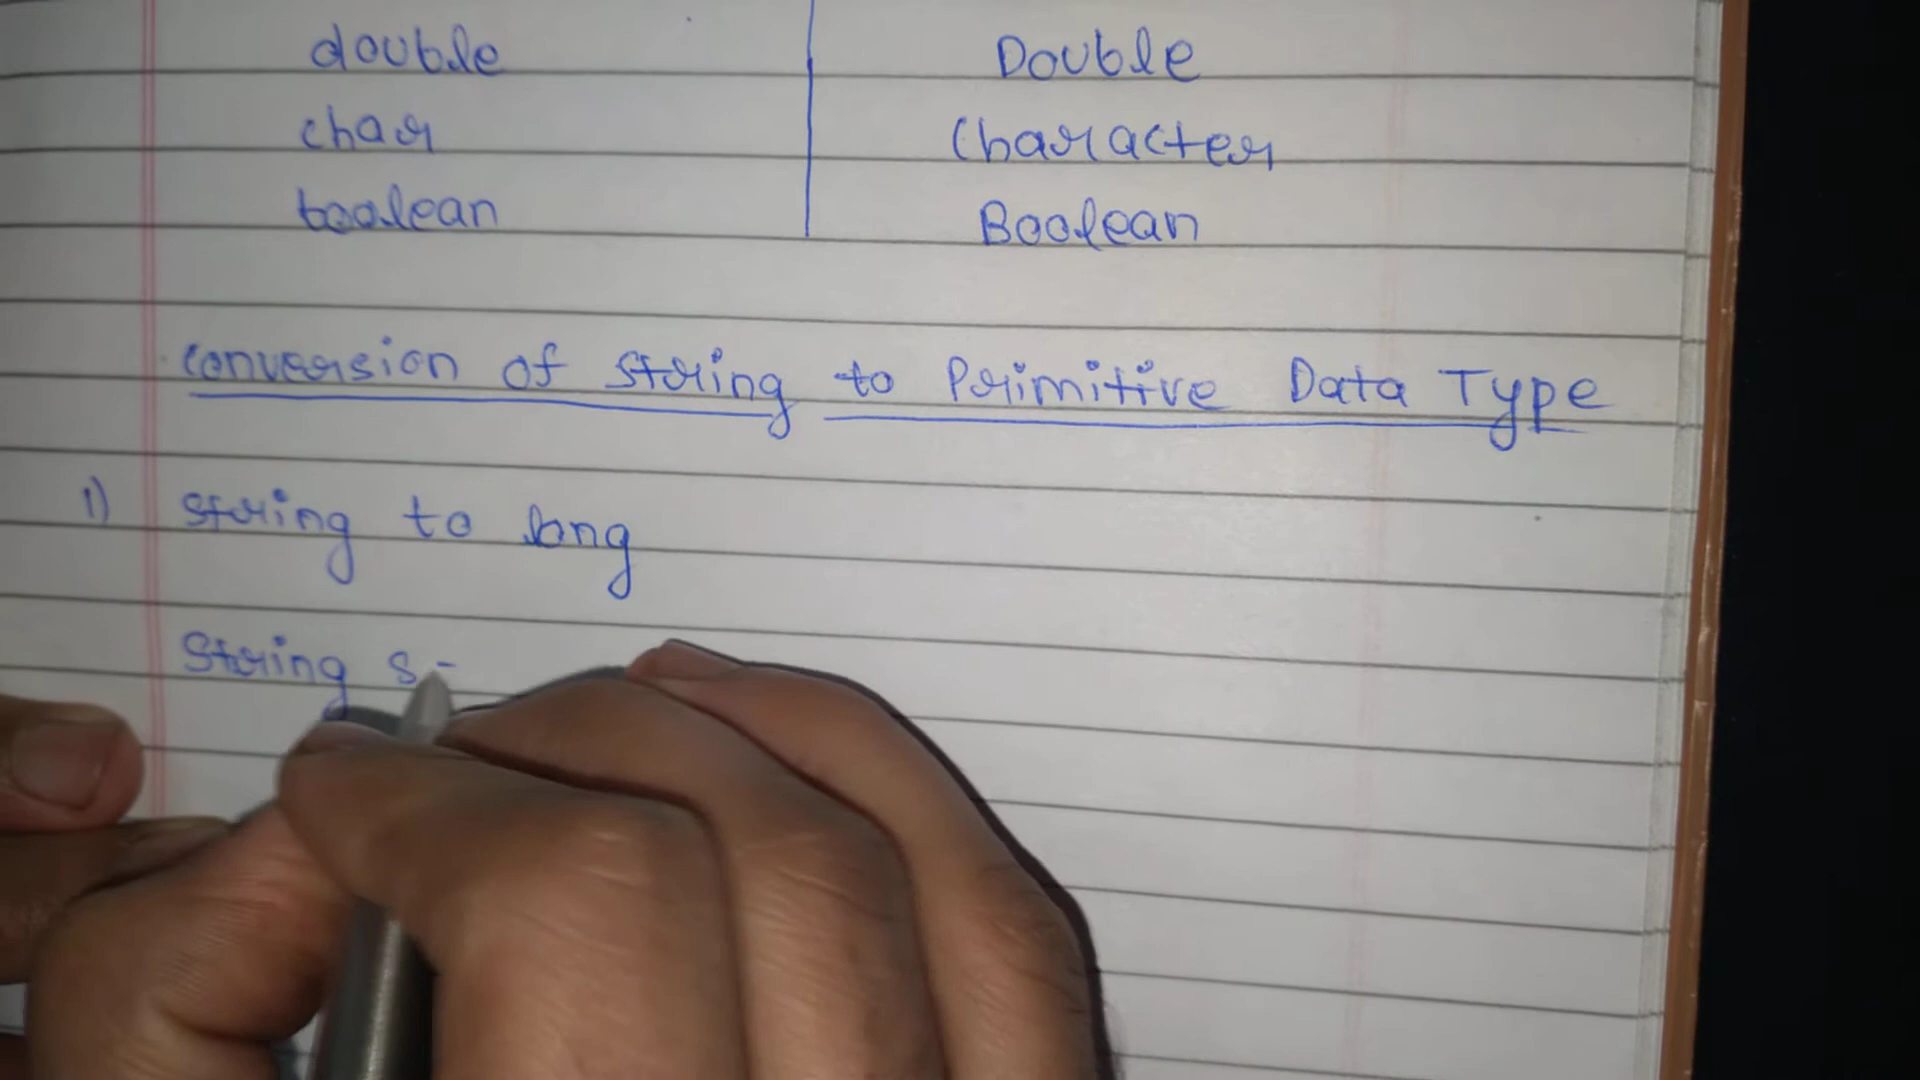 double Double
char Character
boolean Boolean
Conversion of String to Primitive Data Type
1) String to long
String s -